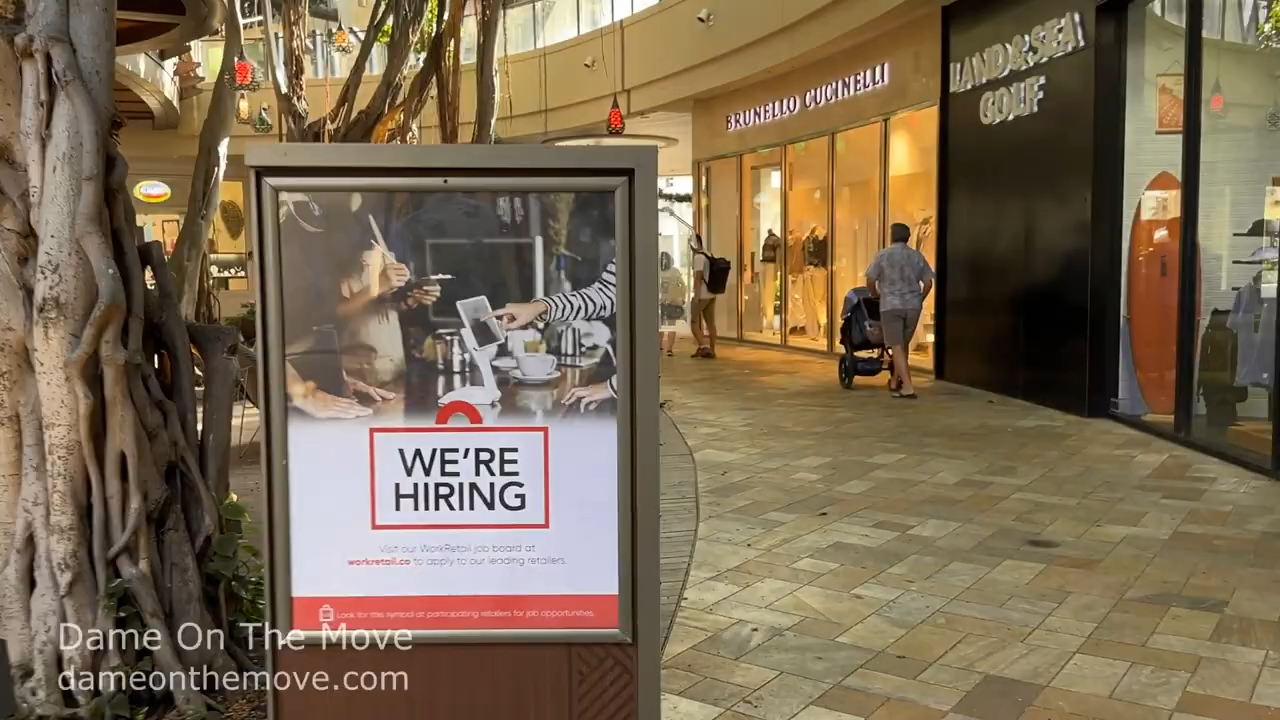 BRUNELLO CUCINELLI
LAND & SEA
GOLF
WE'RE
HIRING
Visit our WorkRetail job board at
workretail.co to apply to our leading retailers.
Look for this symbol at participating retailers for job opportunities.
Dame On The Move
dameonthemove.com